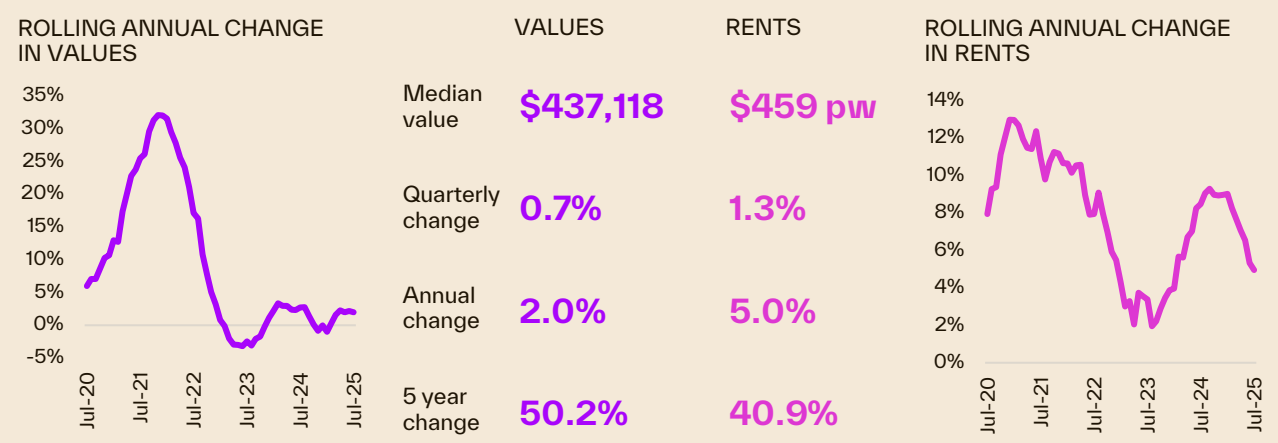 ROLLING ANNUAL CHANGE
IN VALUES
35%
30%
25%
20%
15%
10%
5%
0%
-5%
Jul-20
Jul-21
Jul-22
Jul-23
Jul-24
Jul-25
VALUES
RENTS
Median
value
$437,118
$459 pw
Quarterly
change
0.7%
1.3%
Annual
change
2.0%
5.0%
5 year
change
50.2%
40.9%
ROLLING ANNUAL CHANGE
IN RENTS
14%
12%
10%
8%
6%
4%
2%
0%
Jul-20
Jul-21
Jul-22
Jul-23
Jul-24
Jul-25